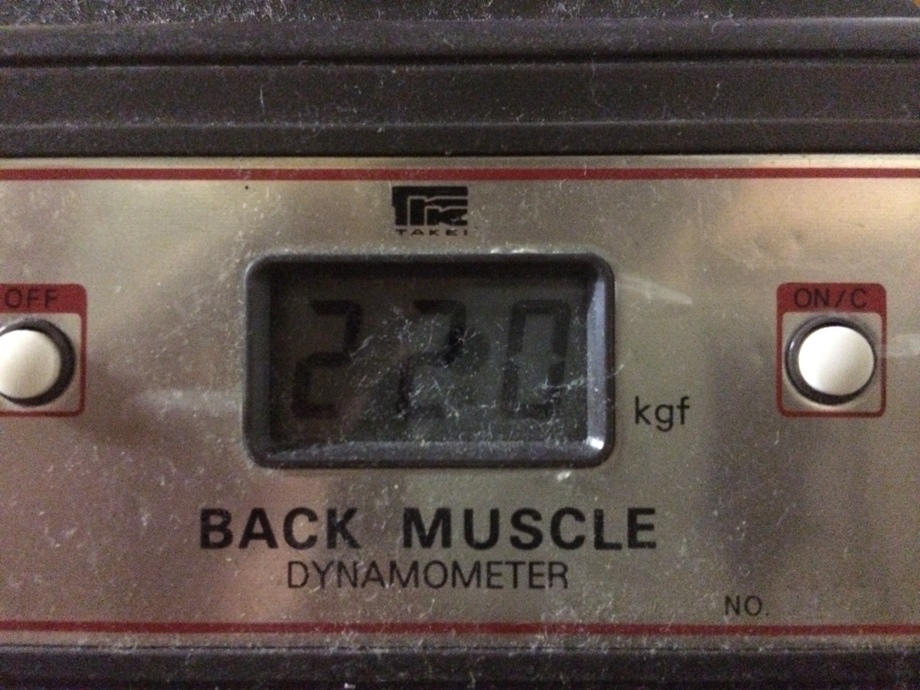 TAKEI
OFF
220
ON/C
kgf
BACK MUSCLE
DYNAMOMETER
NO.